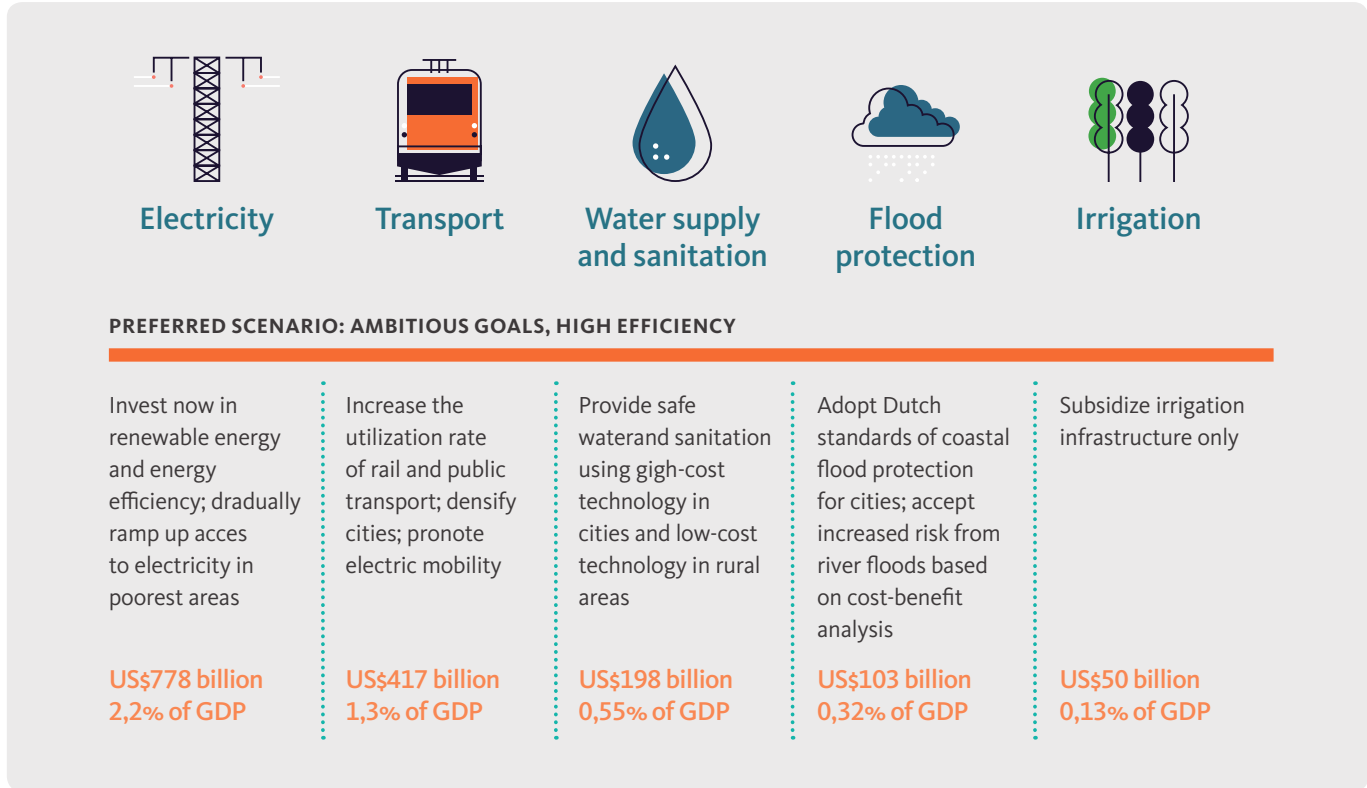 Electricity
Transport
Water supply
and sanitation
Flood
protection
Irrigation
PREFERRED SCENARIO: AMBITIOUS GOALS, HIGH EFFICIENCY
Invest now in
renewable energy
and energy
efficiency; dradually
ramp up acces
to electricity in
poorest areas
US$778 billion
2,2% of GDP
Increase the
utilization rate
of rail and public
transport; densify
cities; pronote
electric mobility
US$417 billion
1,3% of GDP
Provide safe
waterand sanitation
using gigh-cost
technology in
cities and low-cost
technology in rural
areas
US$198 billion
0,55% of GDP
Adopt Dutch
standards of coastal
flood protection
for cities; accept
increased risk from
river floods based
on cost-benefit
analysis
US$103 billion
0,32% of GDP
Subsidize irrigation
infrastructure only
US$50 billion
0,13% of GDP